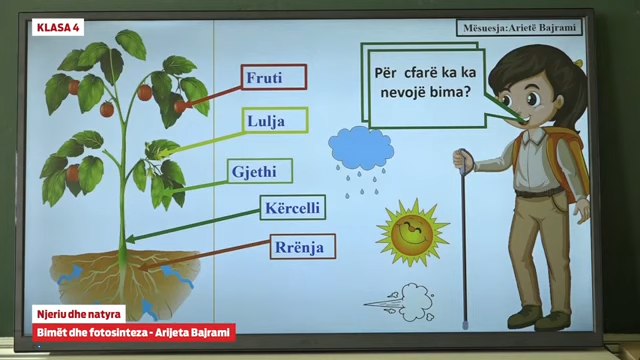 KLASA 4
Mësuesja:Arietë Bajrami
Për cfarë ka ka
nevojë bima?
Fruti
Lulja
Gjethi
Kërcelli
Rrënja
Njeriu dhe natyra
Bimët dhe fotosinteza - Arijeta Bajrami